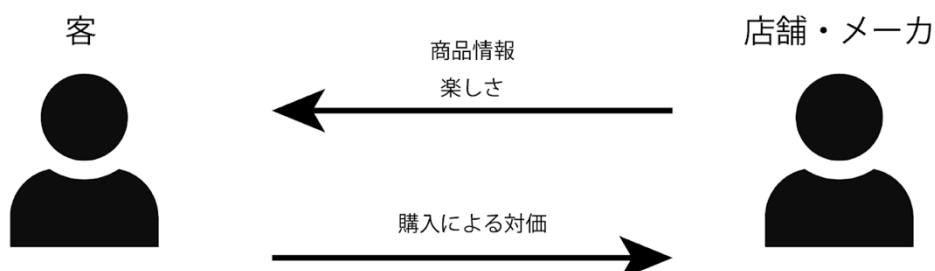 客
店舗・メーカ
商品情報
楽しさ
購入による対価